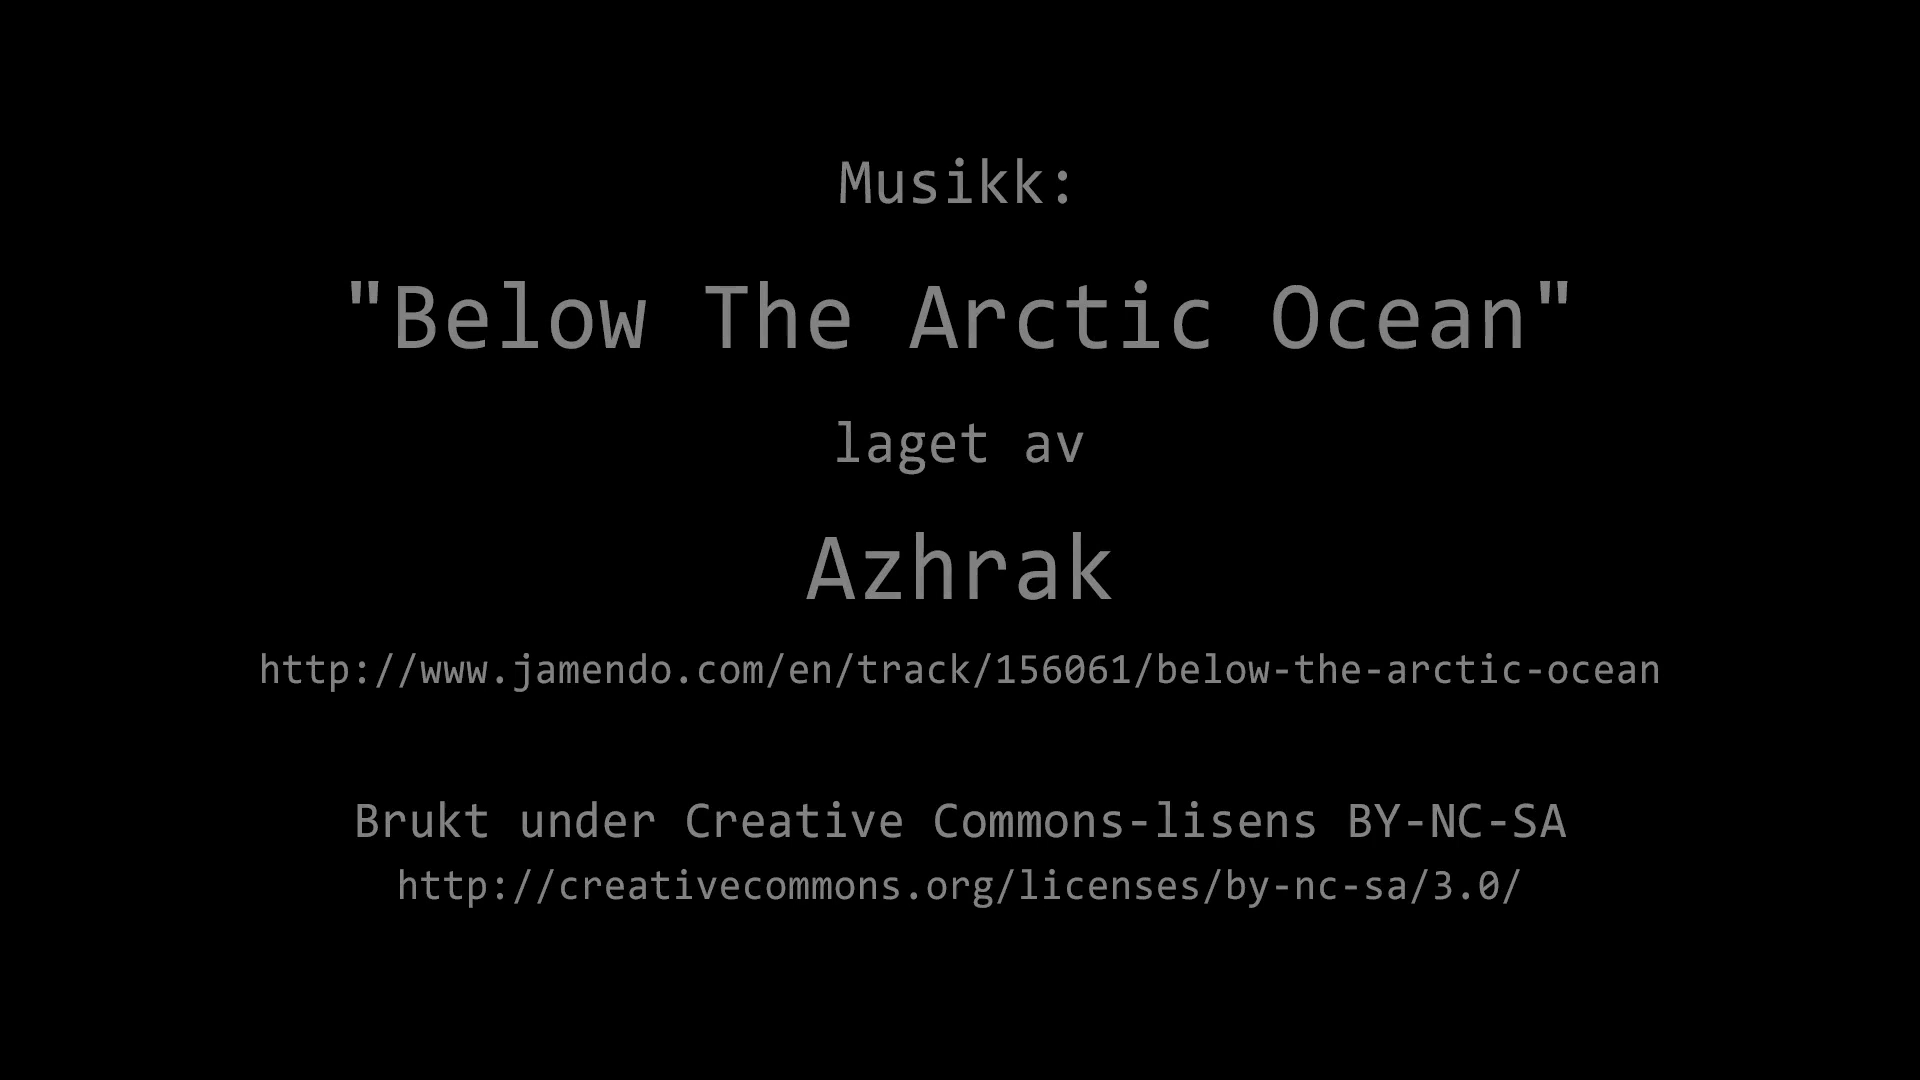 Musikk:
"Below The Arctic Ocean"
laget av
Azhrak
http://www.jamendo.com/en/track/156061/below-the-arctic-ocean
Brukt under Creative Commons-lisens BY-NC-SA
http://creativecommons.org/licenses/by-nc-sa/3.0/